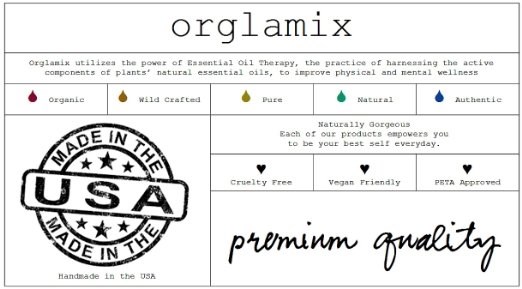 orglamix
Orglamix utilizes the power of Essential Oil Therapy, the practice of harnessing the active
components of plants’ natural essential oils, to improve physical and mental wellness
Organic
Wild Crafted
Pure
Natural
Authentic
MADE IN THE
USA
MADE IN THE
Handmade in the USA
Naturally Gorgeous
Each of our products empowers you
to be your best self everyday.
Cruelty Free
Vegan Friendly
PETA Approved
premium quality